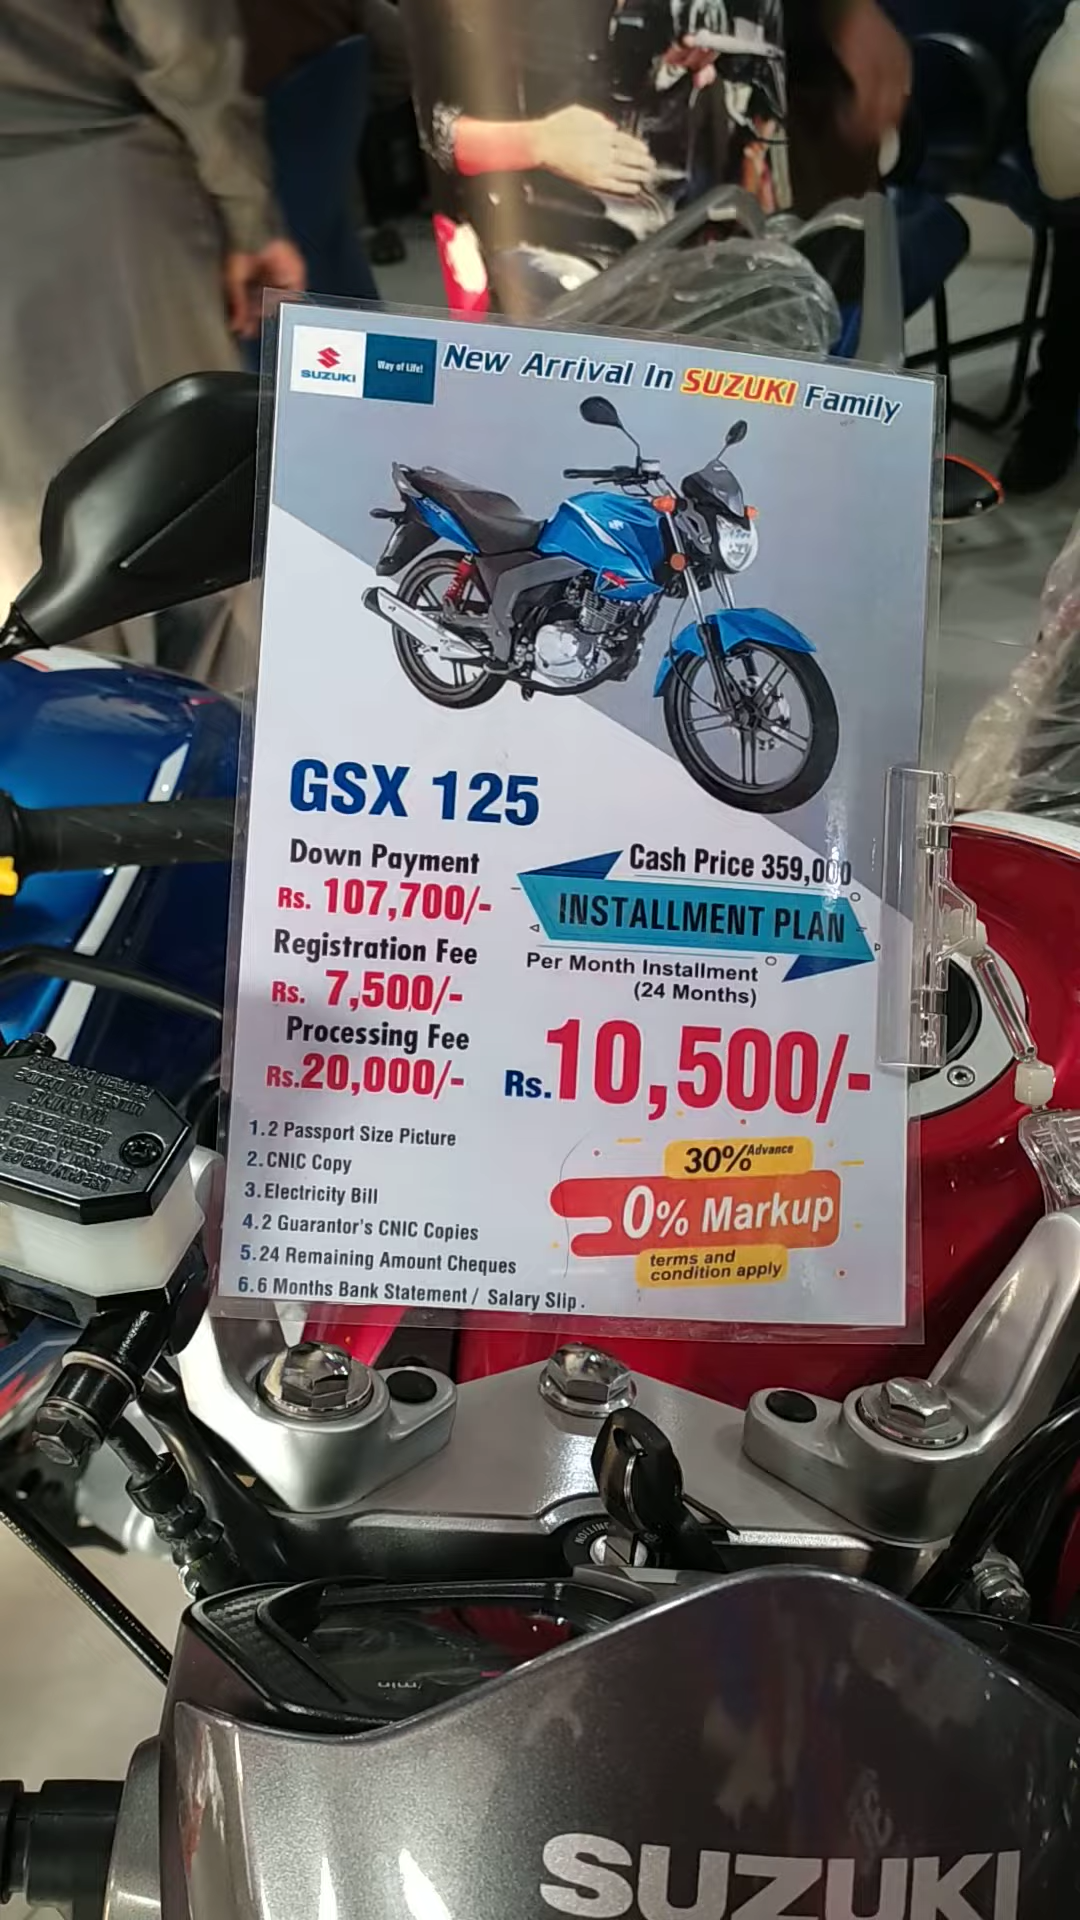 SUZUKI
Way of Life!
New Arrival In SUZUKI Family
GSX 125
Down Payment
Rs. 107,700/-
Registration Fee
Rs. 7,500/-
Processing Fee
Rs.20,000/-
Cash Price 359,000
INSTALLMENT PLAN
Per Month Installment
(24 Months)
Rs.10,500/-
1.2 Passport Size Picture
2.CNIC Copy
3.Electricity Bill
4.2 Guarantor's CNIC Copies
5.24 Remaining Amount Cheques
6.6 Months Bank Statement / Salary Slip.
30% Advance
0% Markup
terms and
condition apply
SUZUKI